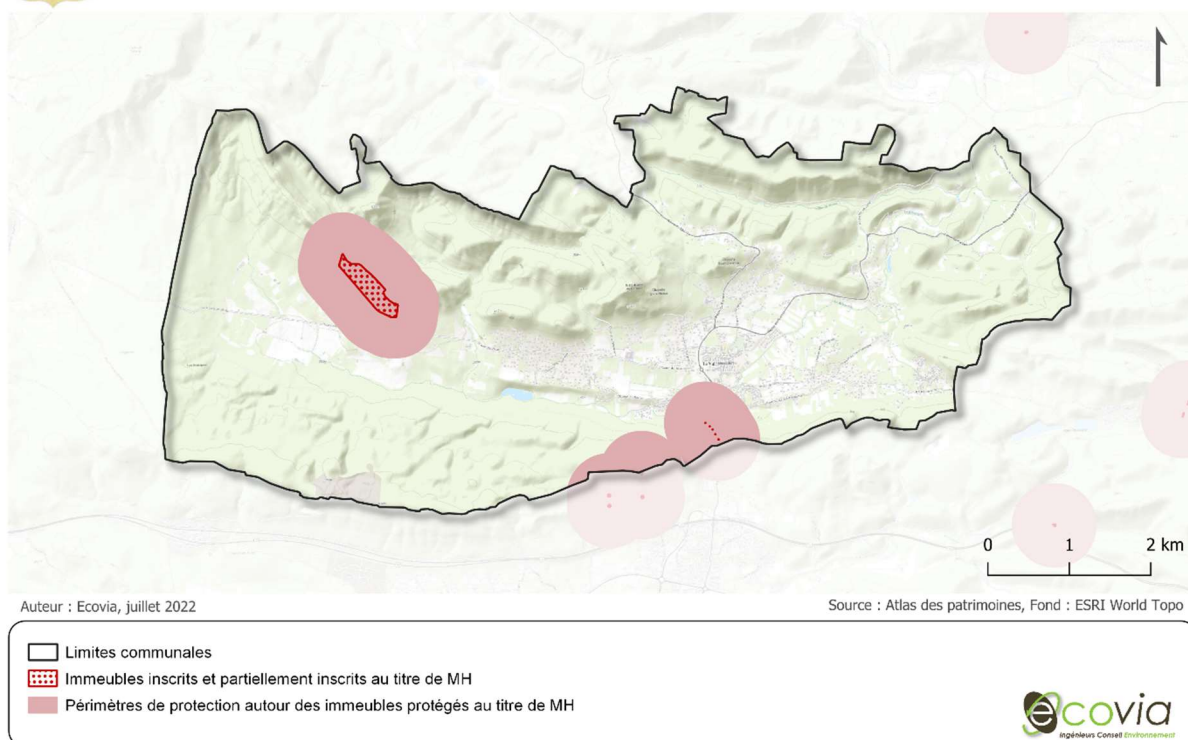 0 1 2 km
Auteur : Ecovia, juillet 2022
Source : Atlas des patrimoines, Fond : ESRI World Topo
Limites communales
Immeubles inscrits et partiellement inscrits au titre de MH
Périmètres de protection autour des immeubles protégés au titre de MH
ecovia
Ingénieurs Conseil Environnement